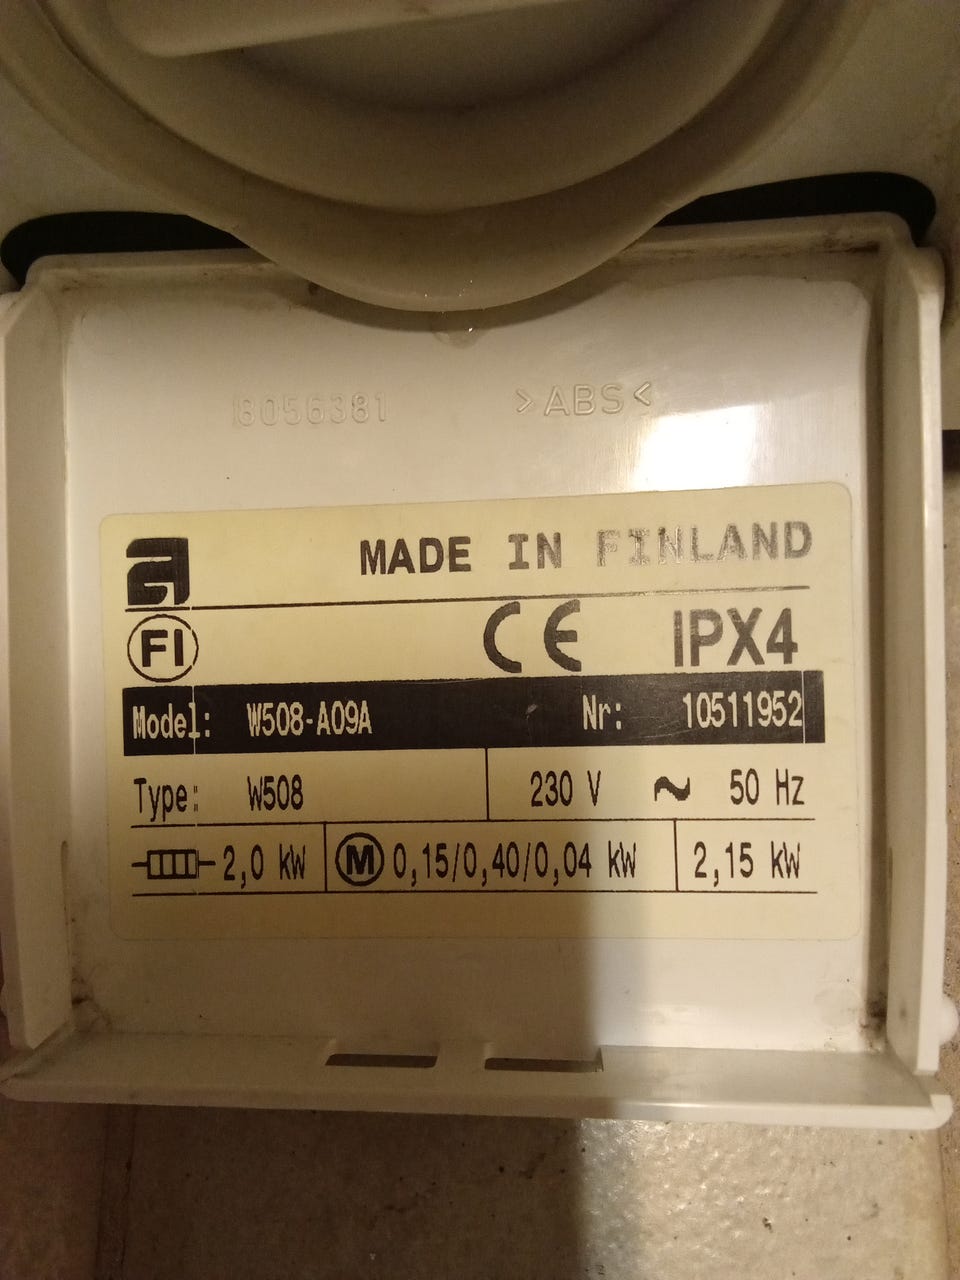 8056381 >ABS<
MADE IN FINLAND
FI CE IPX4
Model: W508-A09A Nr: 10511952
Type: W508 230 V ~ 50 Hz
2,0 kW M 0,15/0,40/0,04 kW 2,15 kW